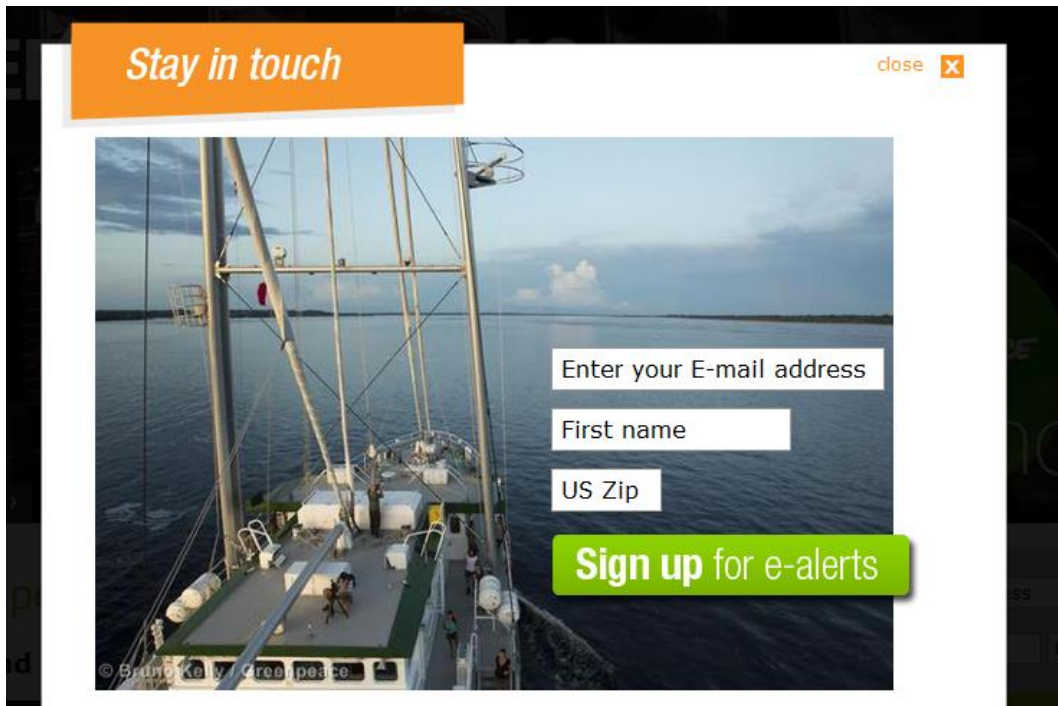 Stay in touch
close x
Enter your E-mail address
First name
US Zip
Sign up for e-alerts
© Bruno Kelly / Greenpeace